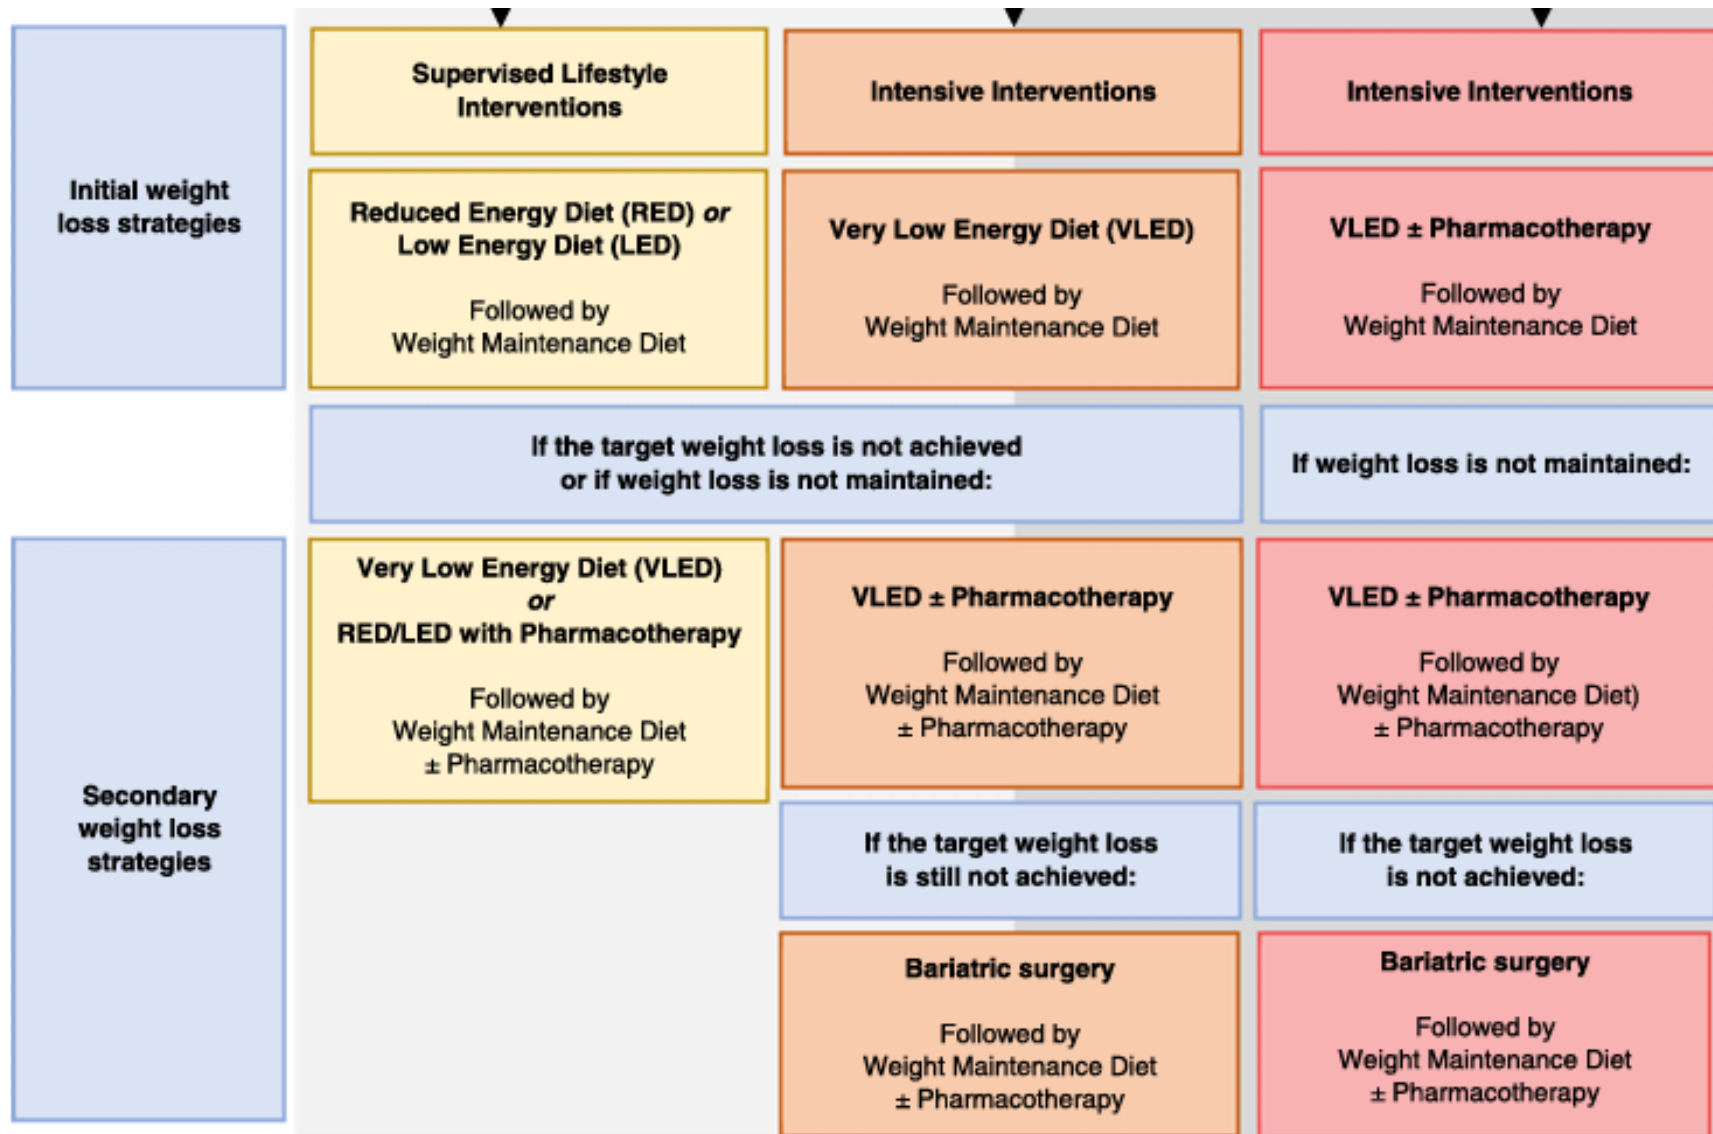 Initial weight
loss strategies
Supervised Lifestyle
Interventions
Intensive Interventions
Intensive Interventions
Reduced Energy Diet (RED) or
Low Energy Diet (LED)
Followed by
Weight Maintenance Diet
Very Low Energy Diet (VLED)
Followed by
Weight Maintenance Diet
VLED ± Pharmacotherapy
Followed by
Weight Maintenance Diet
If the target weight loss is not achieved
or if weight loss is not maintained:
If weight loss is not maintained:
Secondary
weight loss
strategies
Very Low Energy Diet (VLED)
or
RED/LED with Pharmacotherapy
Followed by
Weight Maintenance Diet
± Pharmacotherapy
VLED ± Pharmacotherapy
Followed by
Weight Maintenance Diet
± Pharmacotherapy
VLED ± Pharmacotherapy
Followed by
Weight Maintenance Diet)
± Pharmacotherapy
If the target weight loss
is still not achieved:
If the target weight loss
is not achieved:
Bariatric surgery
Followed by
Weight Maintenance Diet
± Pharmacotherapy
Bariatric surgery
Followed by
Weight Maintenance Diet
± Pharmacotherapy